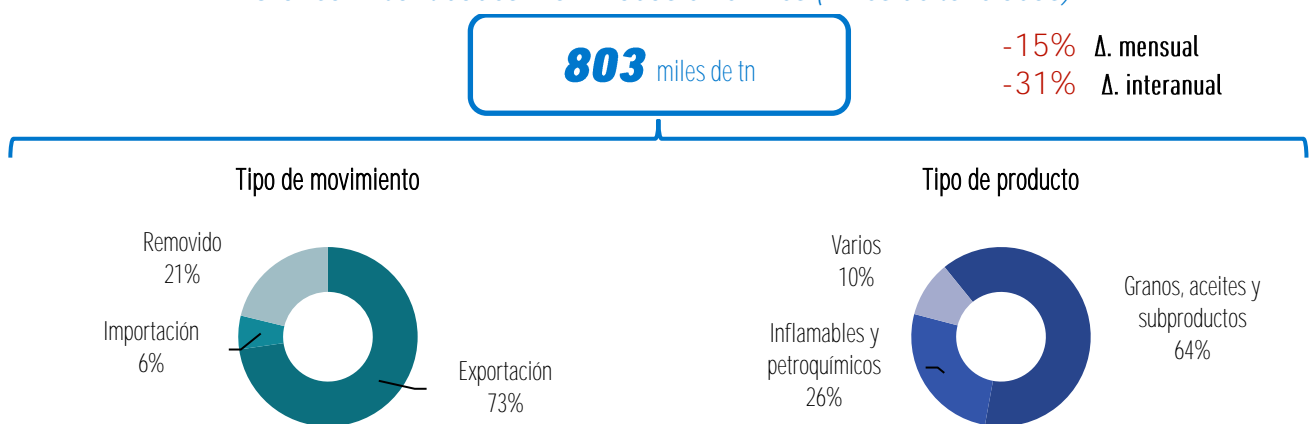 803 miles de tn
-15% Δ. mensual
-31% Δ. interanual
Tipo de movimiento
Removido
21%
Importación
6%
Exportación
73%
Tipo de producto
Varios
10%
Inflamables y
petroquímicos
26%
Granos, aceites y
subproductos
64%